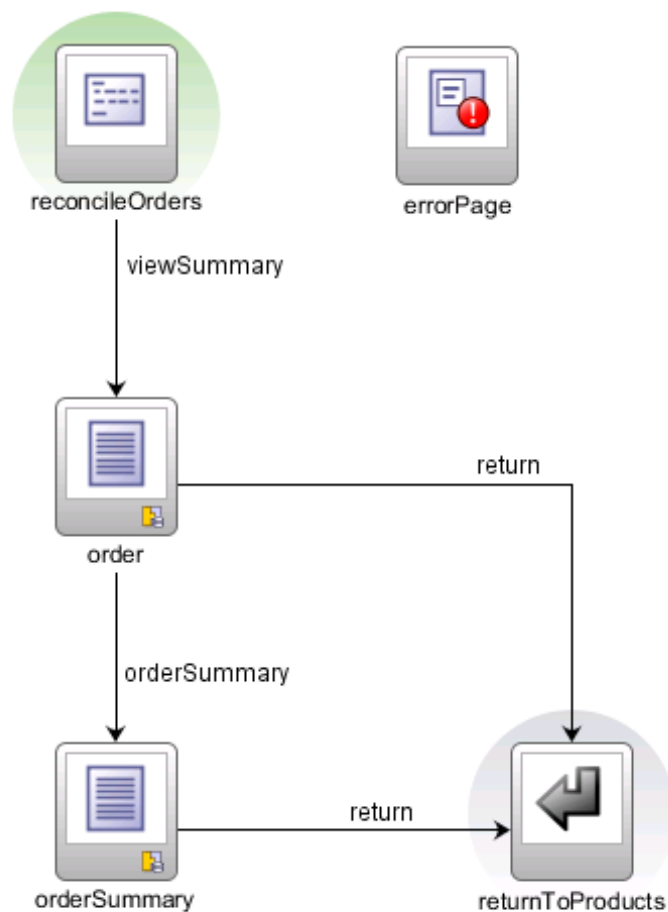 reconcileOrders
errorPage
viewSummary
return
order
orderSummary
return
orderSummary
returnToProducts